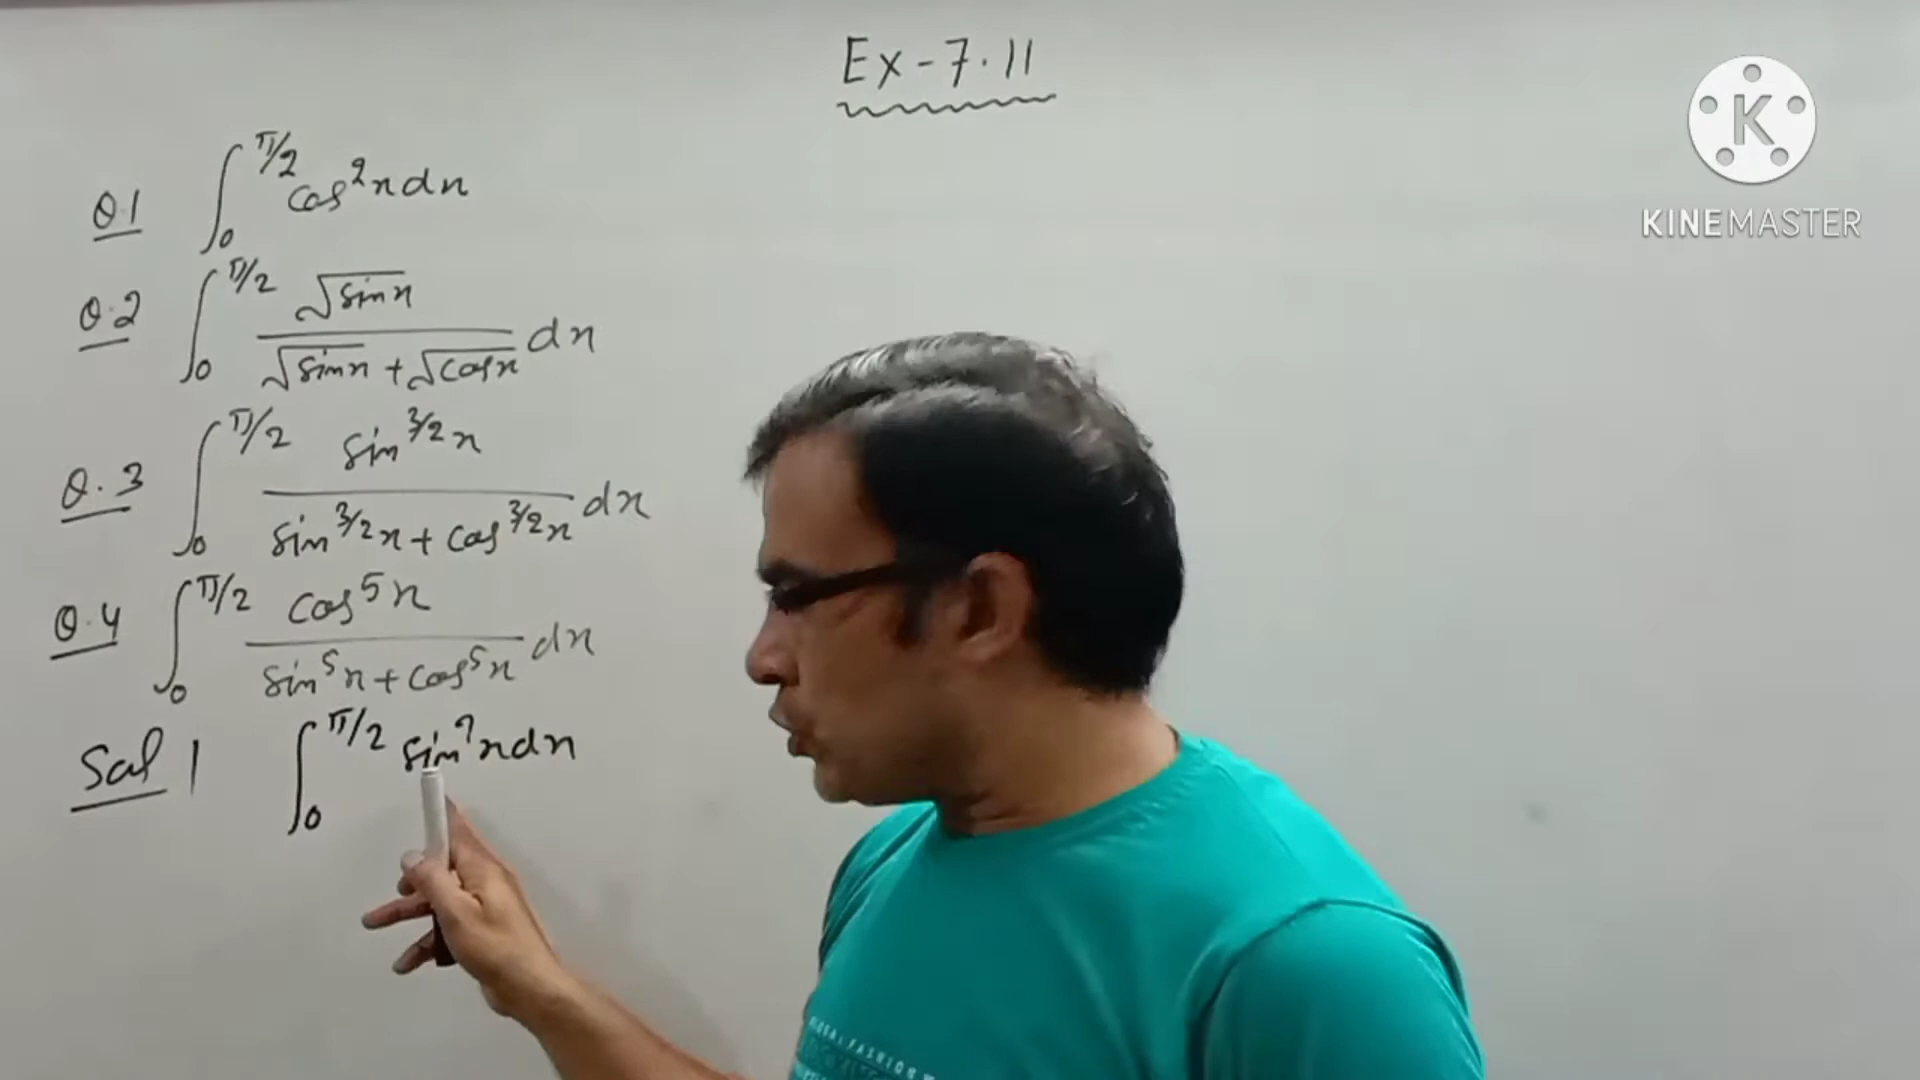 Ex-7.11
Q.1 ∫₀^π/2 cos²x dx
Q.2 ∫₀^π/2 √sinx / (√sinx + √cosx) dx
Q.3 ∫₀^π/2 sin^3/2 x / (sin^3/2 x + cos^3/2 x) dx
Q.4 ∫₀^π/2 cos⁵x / (sin⁵x + cos⁵x) dx
Sol 1 ∫₀^π/2 sin²x dx
K
KINEMASTER